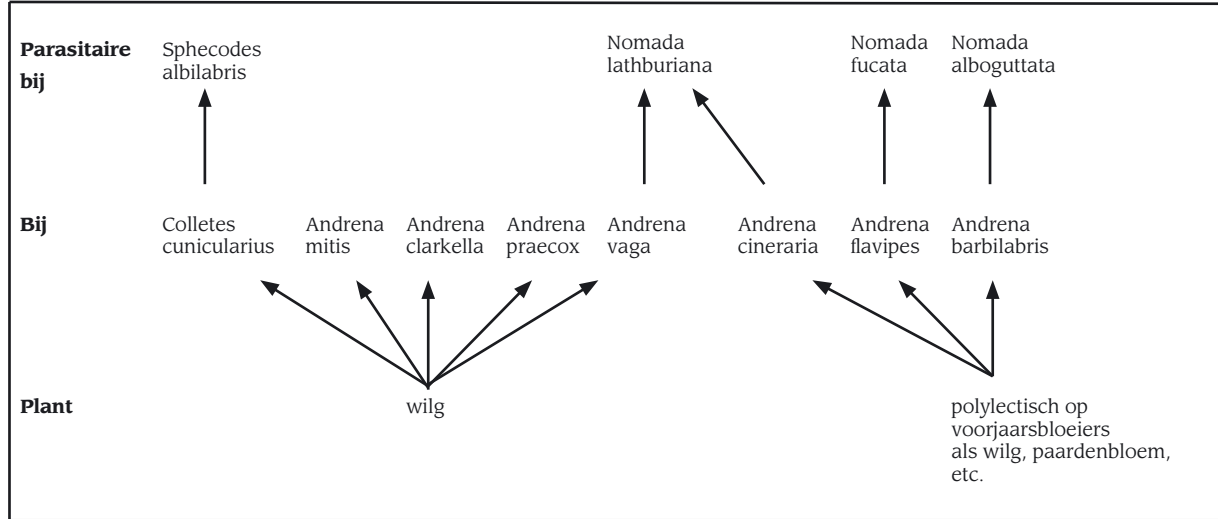 Parasitaire
bij
Sphecodes
albilabris
Nomada
lathburiana
Nomada
fucata
Nomada
alboguttata
Bij
Colletes
cunicularius
Andrena
mitis
Andrena
clarkella
Andrena
praecox
Andrena
vaga
Andrena
cineraria
Andrena
flavipes
Andrena
barbilabris
Plant
wilg
polylectisch op
voorjaarsbloeiers
als wilg, paardenbloem,
etc.